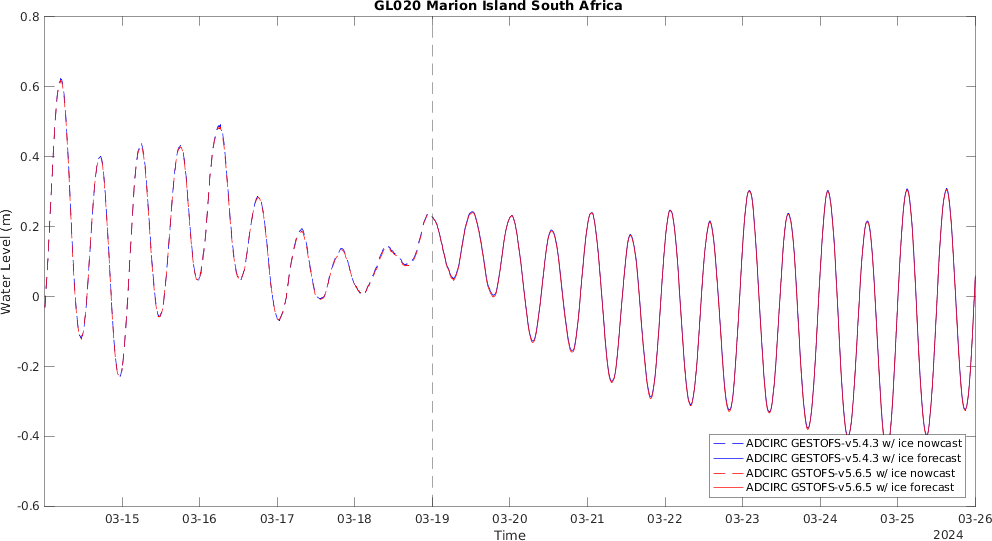 GL020 Marion Island South Africa
0.8
0.6
0.4
0.2
0
-0.2
-0.4
-0.6
Water Level (m)
ADCIRC GESTOFS-v5.4.3 w/ ice nowcast
ADCIRC GESTOFS-v5.4.3 w/ ice forecast
ADCIRC GSTOFS-v5.6.5 w/ ice nowcast
ADCIRC GSTOFS-v5.6.5 w/ ice forecast
03-15 03-16 03-17 03-18 03-19 03-20 03-21 03-22 03-23 03-24 03-25 03-26
Time
2024